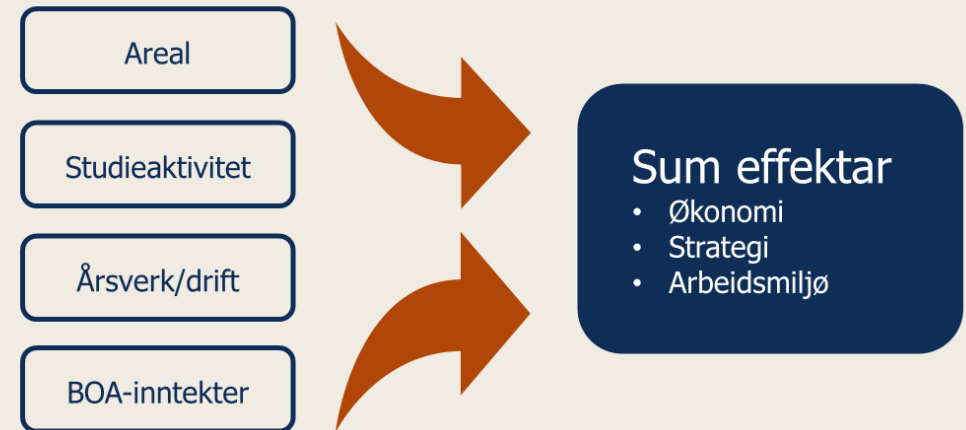 Areal
Studieaktivitet
Årsverk/drift
BOA-inntekter
Sum effektar
• Økonomi
• Strategi
• Arbeidsmiljø